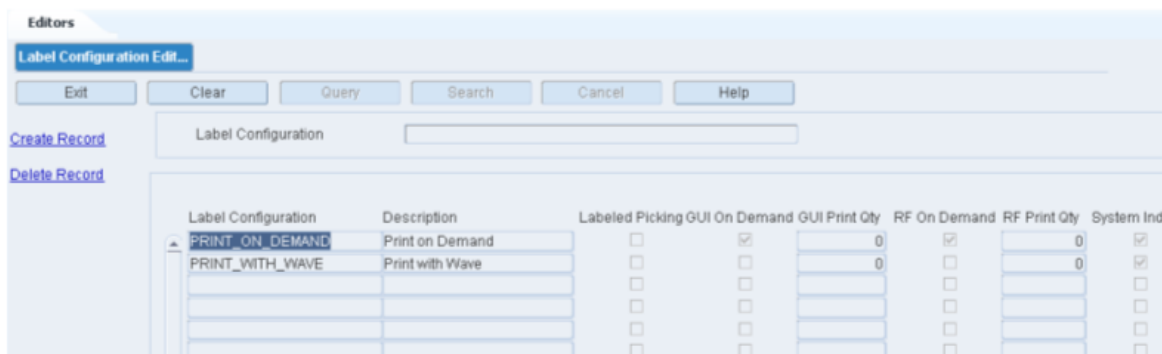 Editors
Label Configuration Edit...
Exit Clear Query Search Cancel Help
Create Record Label Configuration
Delete Record
Label Configuration Description Labeled Picking GUI On Demand GUI Print Qty RF On Demand RF Print Qty System Ind
PRINT_ON_DEMAND Print on Demand 0 0
PRINT_WITH_WAVE Print with Wave 0 0